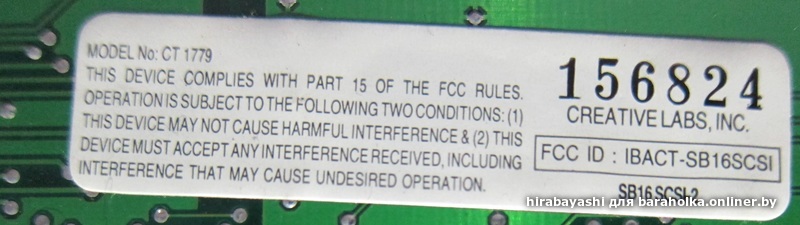 MODEL No: CT 1779
THIS DEVICE COMPLIES WITH PART 15 OF THE FCC RULES.
OPERATION IS SUBJECT TO THE FOLLOWING TWO CONDITIONS: (1)
THIS DEVICE MAY NOT CAUSE HARMFUL INTERFERENCE & (2) THIS
DEVICE MUST ACCEPT ANY INTERFERENCE RECEIVED, INCLUDING
INTERFERENCE THAT MAY CAUSE UNDESIRED OPERATION.
156824
CREATIVE LABS, INC.
FCC ID : IBACT-SB16SCSI
SB16 SCSI-2
hirabayashi для baraholka.onliner.by